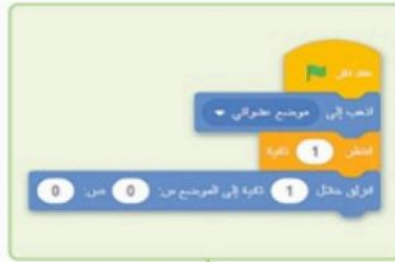 عند نقر
اذهب إلى موضع عشوائي
انتظر 1 ثانية
انزلق خلال 1 ثانية إلى الموضع س: 0 ص: 0